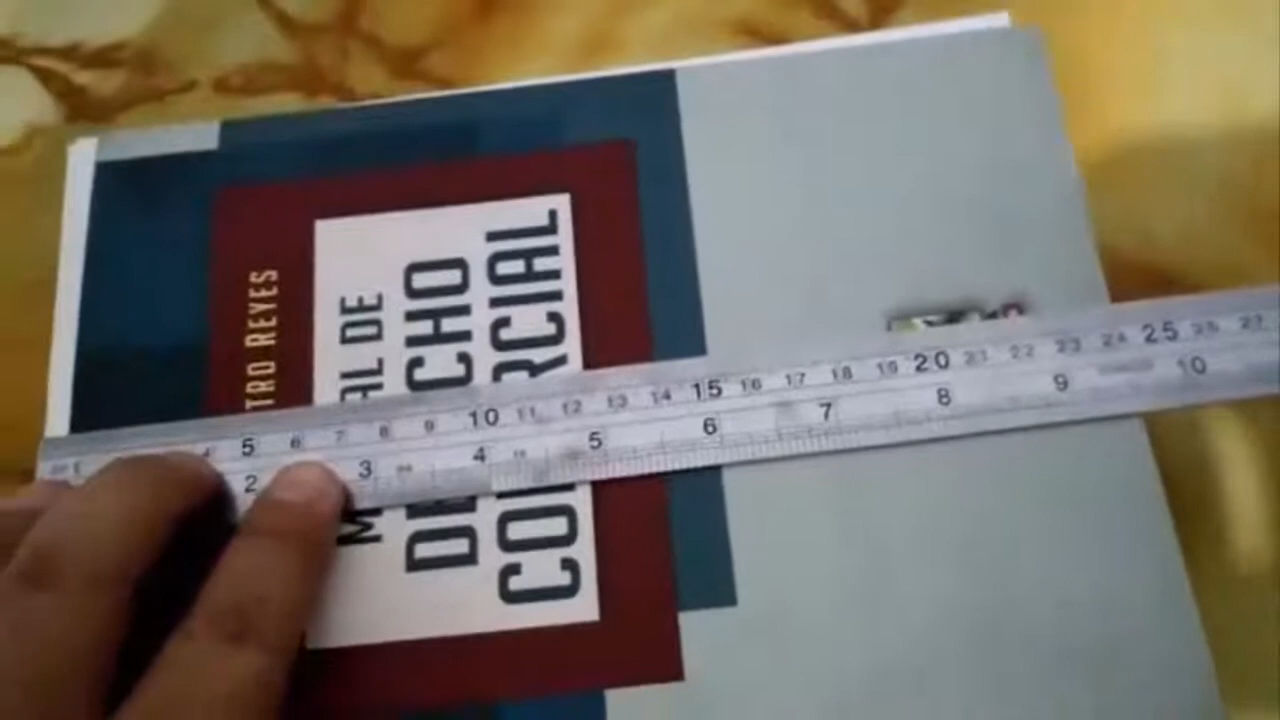 TRO REYES
AL DE
DE CHO
CO RCIAL
5 6 7 8 9 10 11 12 13 14 15 16 17 18 19 20 21 22 23 24 25 26 27
2 3 4 5 6 7 8 9 10